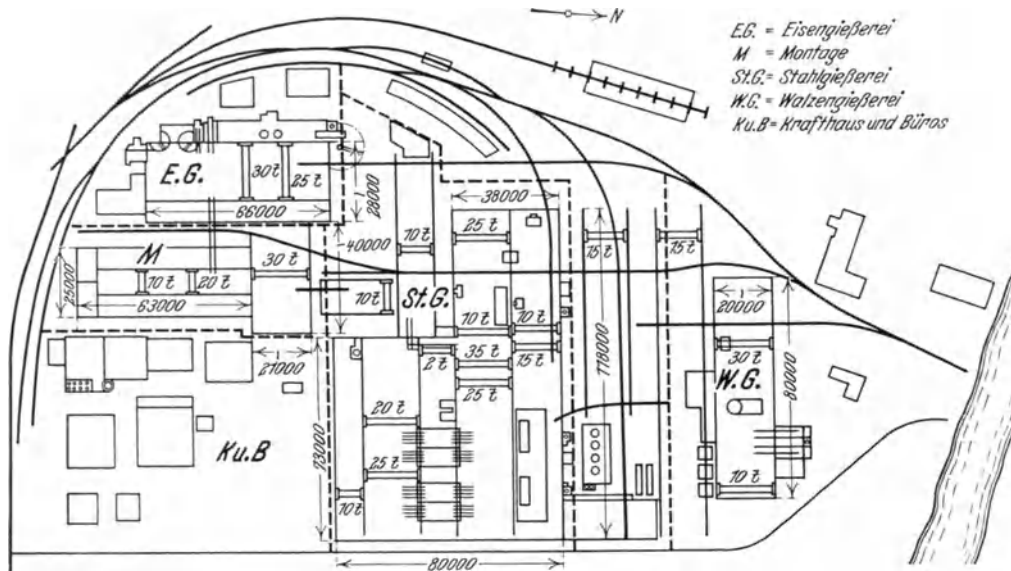 N
E.G. = Eisengießerei
M = Montage
St.G. = Stahlgießerei
W.G. = Walzengießerei
Ku.B = Krafthaus und Büros
E.G.
30 t
25 t
66000
28000
10 t
38000
25 t
15 t
15 t
M
10 t
20 t
30 t
25000
63000
40000
10 t
St.G.
10 t
10 t
20000
21000
2 t
35 t
15 t
25 t
30 t
W.G.
80000
118000
73000
20 t
25 t
10 t
Ku.B
10 t
80000